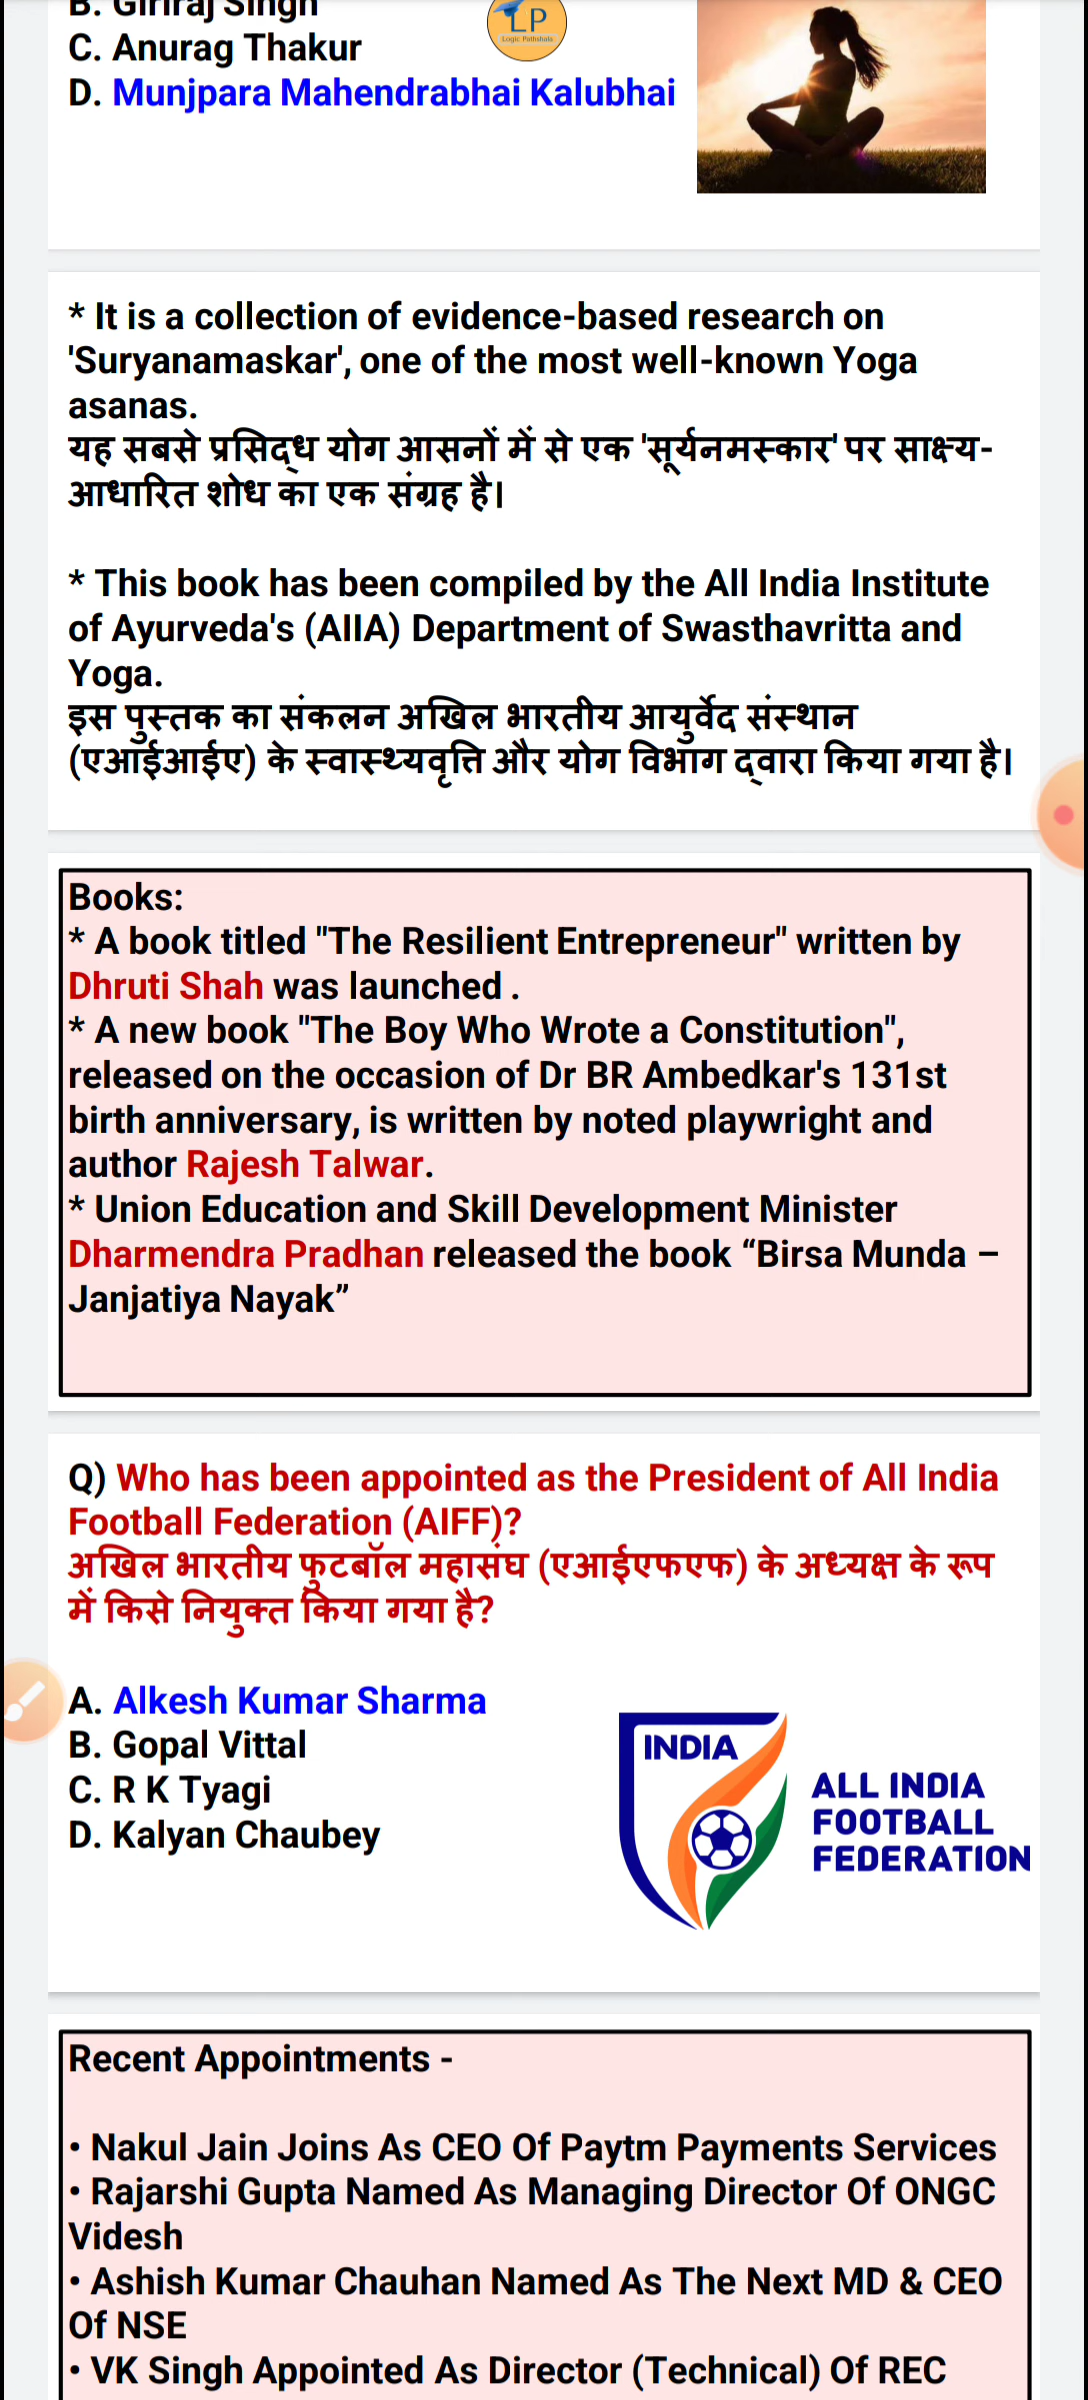 B. Giriraj Singh
C. Anurag Thakur
D. Munjpara Mahendrabhai Kalubhai
LP
Logic Pathshala
* It is a collection of evidence-based research on
'Suryanamaskar', one of the most well-known Yoga
asanas.
यह सबसे प्रसिद्ध योग आसनों में से एक 'सूर्यनमस्कार' पर साक्ष्य-
आधारित शोध का एक संग्रह है।
* This book has been compiled by the All India Institute
of Ayurveda's (AIIA) Department of Swasthavritta and
Yoga.
इस पुस्तक का संकलन अखिल भारतीय आयुर्वेद संस्थान
(एआईआईए) के स्वास्थ्यवृत्ति और योग विभाग द्वारा किया गया है।
Books:
* A book titled "The Resilient Entrepreneur" written by
Dhruti Shah was launched .
* A new book "The Boy Who Wrote a Constitution",
released on the occasion of Dr BR Ambedkar's 131st
birth anniversary, is written by noted playwright and
author Rajesh Talwar.
* Union Education and Skill Development Minister
Dharmendra Pradhan released the book “Birsa Munda –
Janjatiya Nayak”
Q) Who has been appointed as the President of All India
Football Federation (AIFF)?
अखिल भारतीय फुटबॉल महासंघ (एआईएफएफ) के अध्यक्ष के रूप
में किसे नियुक्त किया गया है?
A. Alkesh Kumar Sharma
B. Gopal Vittal
C. R K Tyagi
D. Kalyan Chaubey
INDIA
ALL INDIA
FOOTBALL
FEDERATION
Recent Appointments -
• Nakul Jain Joins As CEO Of Paytm Payments Services
• Rajarshi Gupta Named As Managing Director Of ONGC
Videsh
• Ashish Kumar Chauhan Named As The Next MD & CEO
Of NSE
• VK Singh Appointed As Director (Technical) Of REC